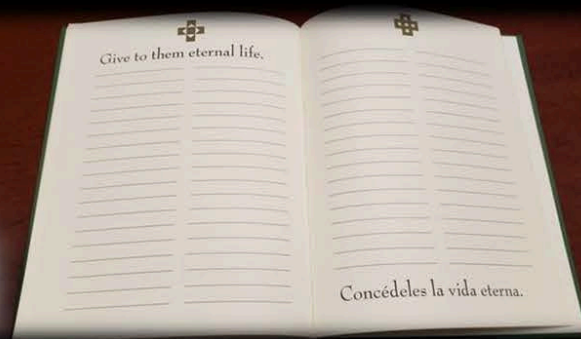 Give to them eternal life.
Concédeles la vida eterna.